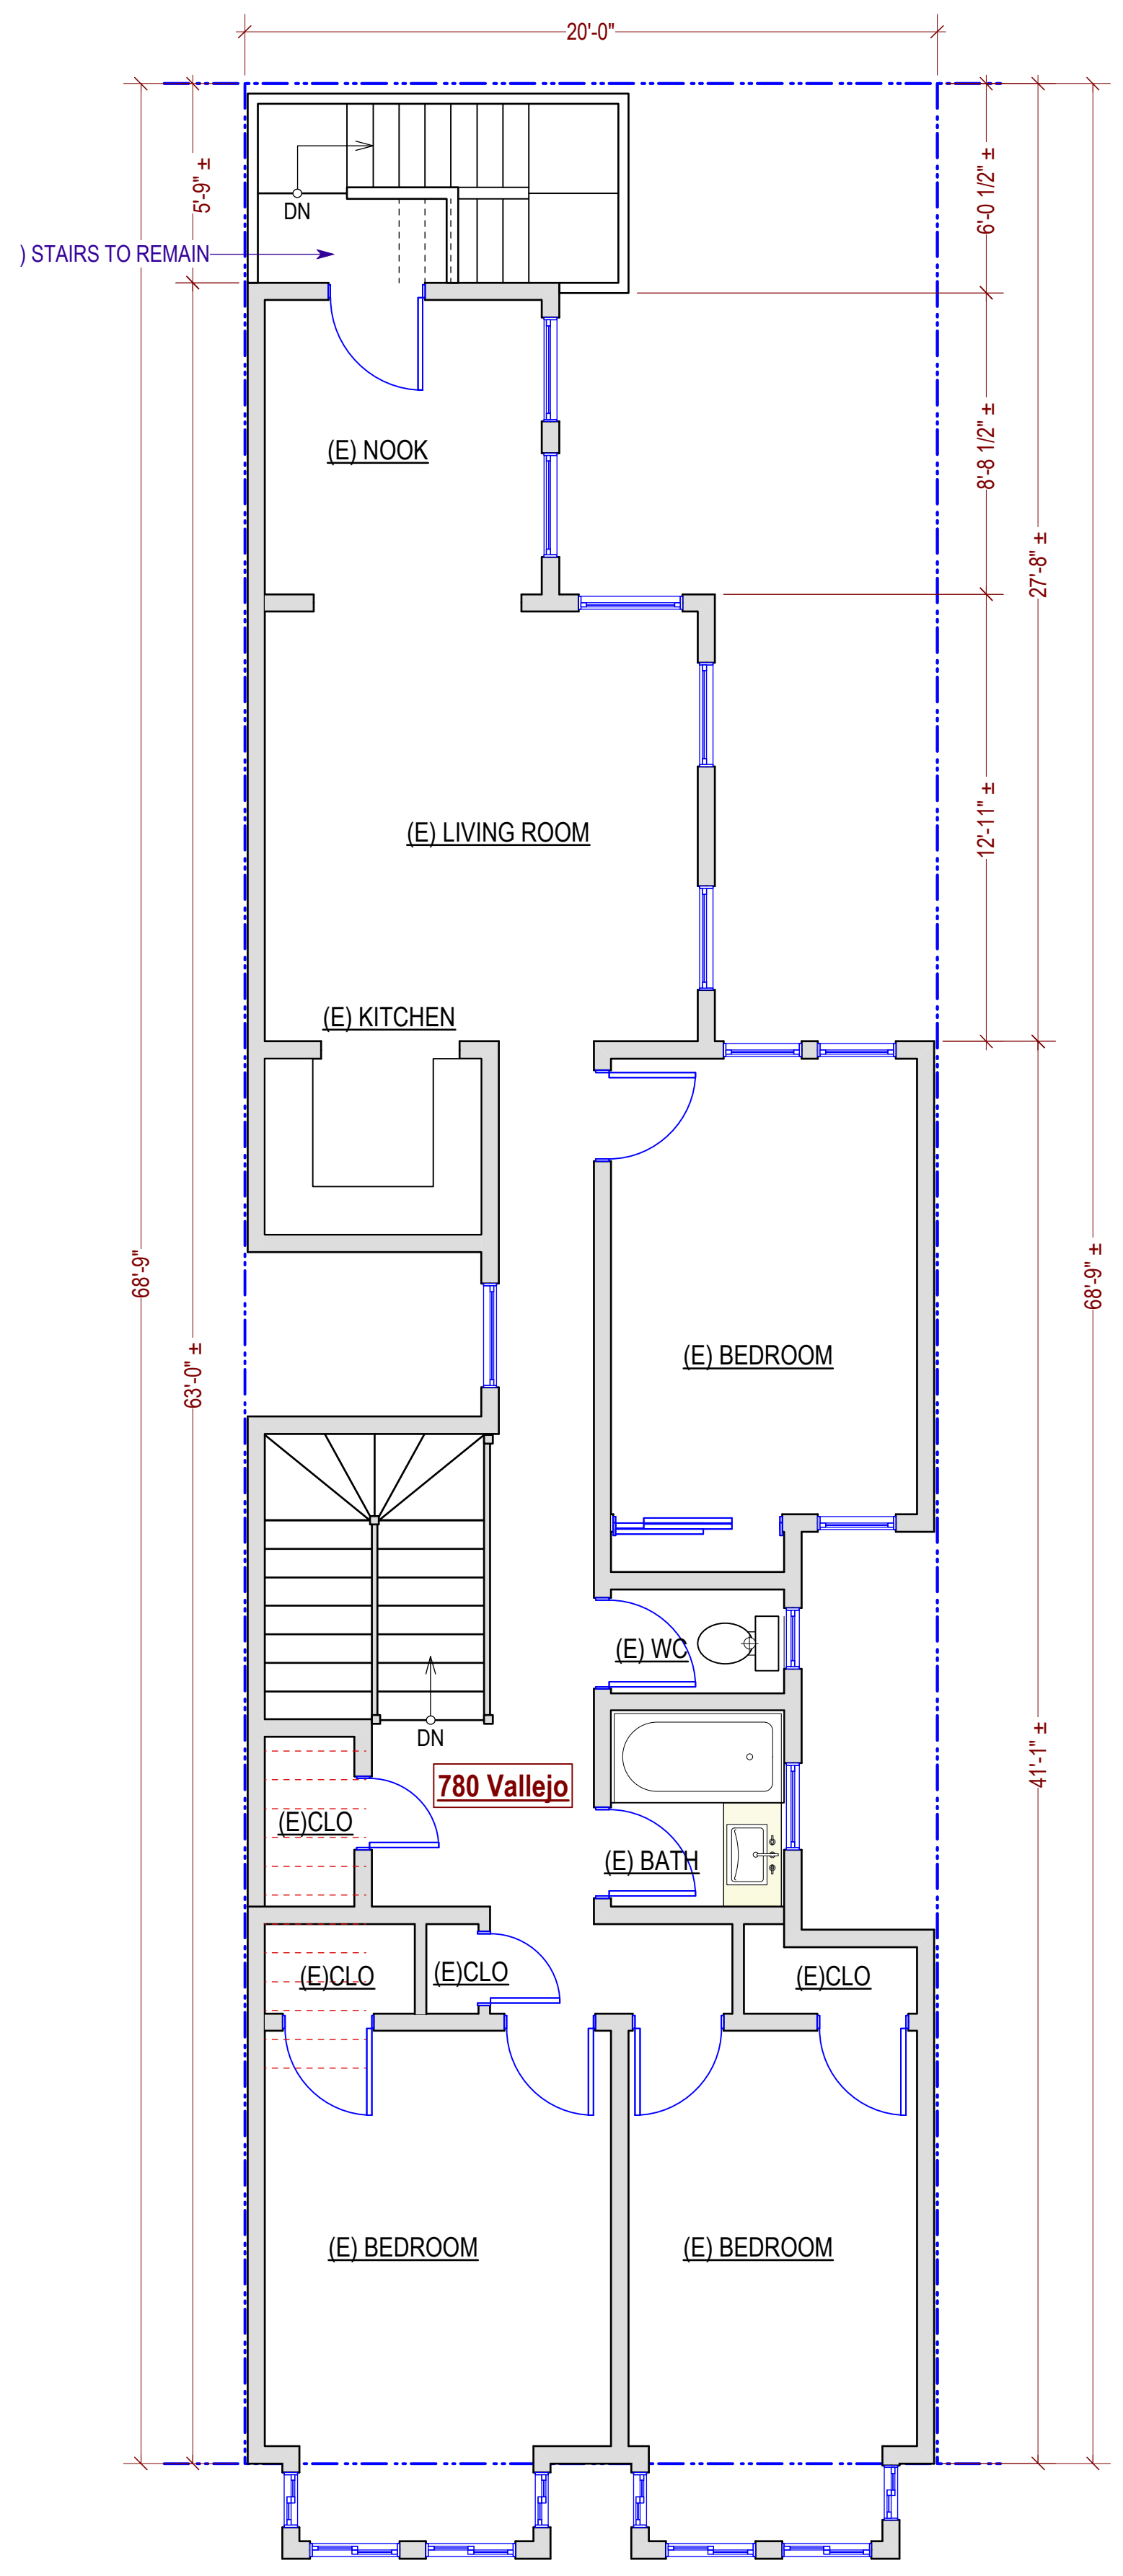 20'-0"
5'-9" ±
6'-0 1/2" ±
DN
) STAIRS TO REMAIN
(E) NOOK
8'-8 1/2" ±
27'-8" ±
(E) LIVING ROOM
12'-11" ±
(E) KITCHEN
68'-9"
68'-9" ±
63'-0" ±
(E) BEDROOM
(E) WC
DN
780 Vallejo
41'-1" ±
(E)CLO
(E) BATH
(E)CLO
(E)CLO
(E)CLO
(E) BEDROOM
(E) BEDROOM